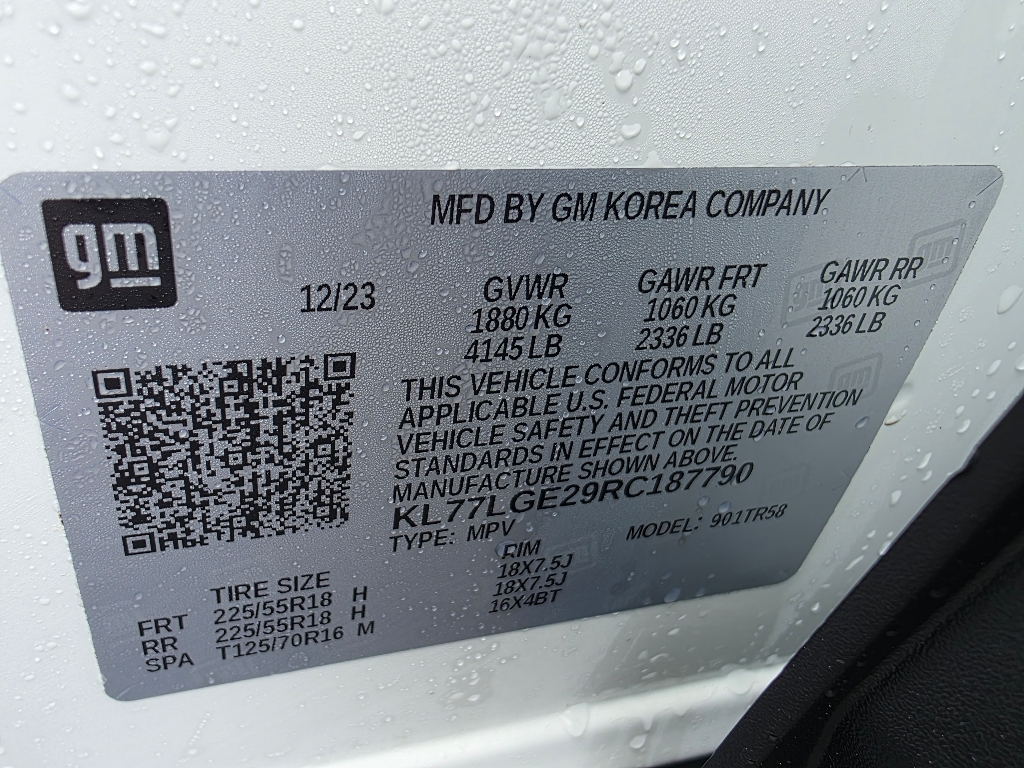 gm
MFD BY GM KOREA COMPANY
12/23
GVWR
1880 KG
4145 LB
GAWR FRT
1060 KG
2336 LB
GAWR RR
1060 KG
2336 LB
THIS VEHICLE CONFORMS TO ALL
APPLICABLE U.S. FEDERAL MOTOR
VEHICLE SAFETY AND THEFT PREVENTION
STANDARDS IN EFFECT ON THE DATE OF
MANUFACTURE SHOWN ABOVE.
KL77LGE29RC187790
TYPE: MPV MODEL: 901TR58
TIRE SIZE RIM
FRT 225/55R18 H 18X7.5J
RR 225/55R18 H 18X7.5J
SPA T125/70R16 M 16X4BT